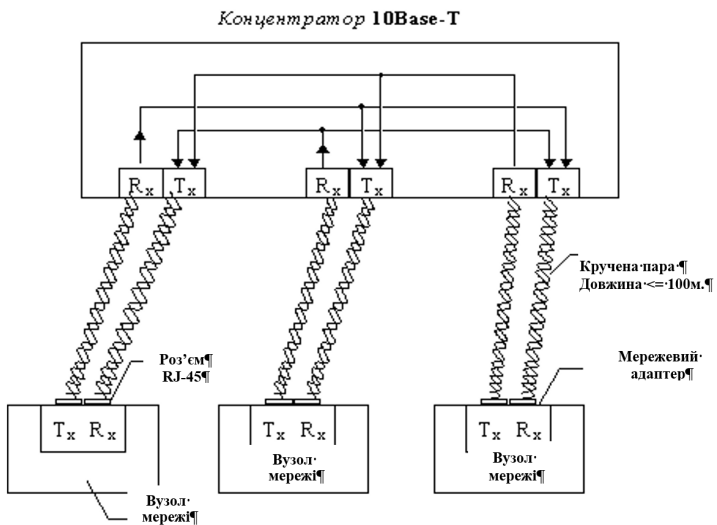 Концентратор 10Base-T
Rx Tx Rx Tx Rx Tx
Кручена·пара·¶
Довжина·<=·100м.¶
Роз’єм¶
RJ-45¶
Мережевий·
адаптер¶
Tx Rx Tx Rx Tx Rx
Вузол·
мережі¶
Вузол·
мережі¶
Вузол·
мережі¶